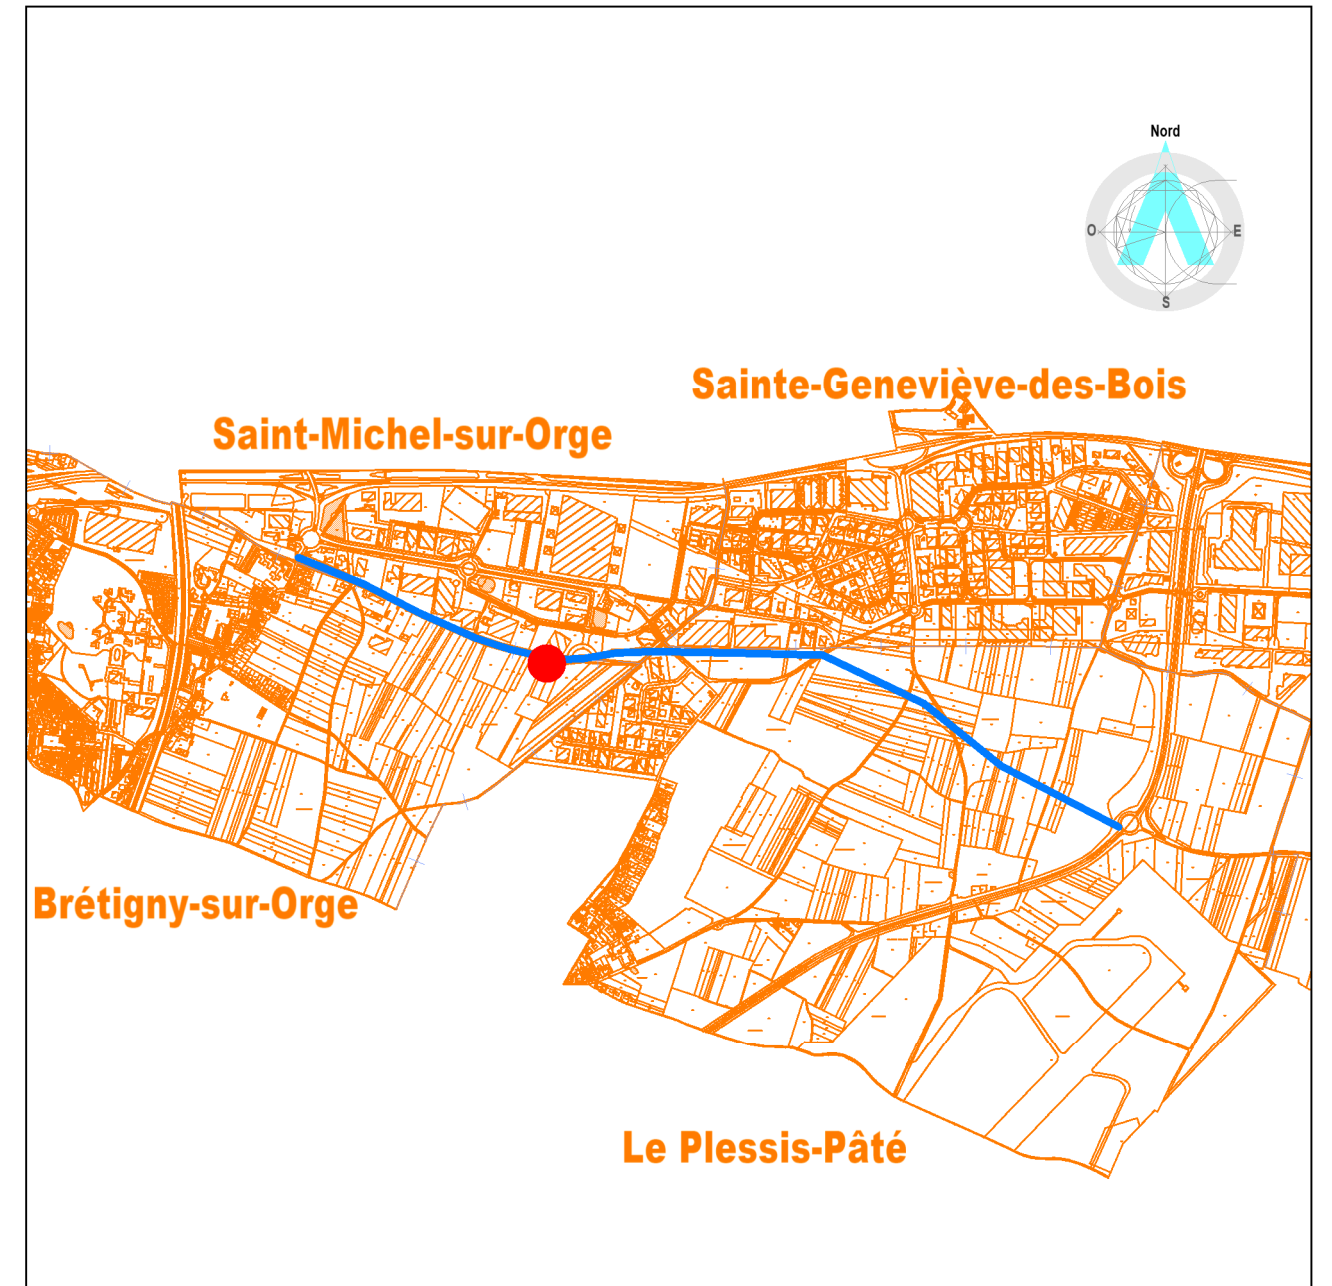 Nord
O
E
S
Sainte-Geneviève-des-Bois
Saint-Michel-sur-Orge
Brétigny-sur-Orge
Le Plessis-Pâté